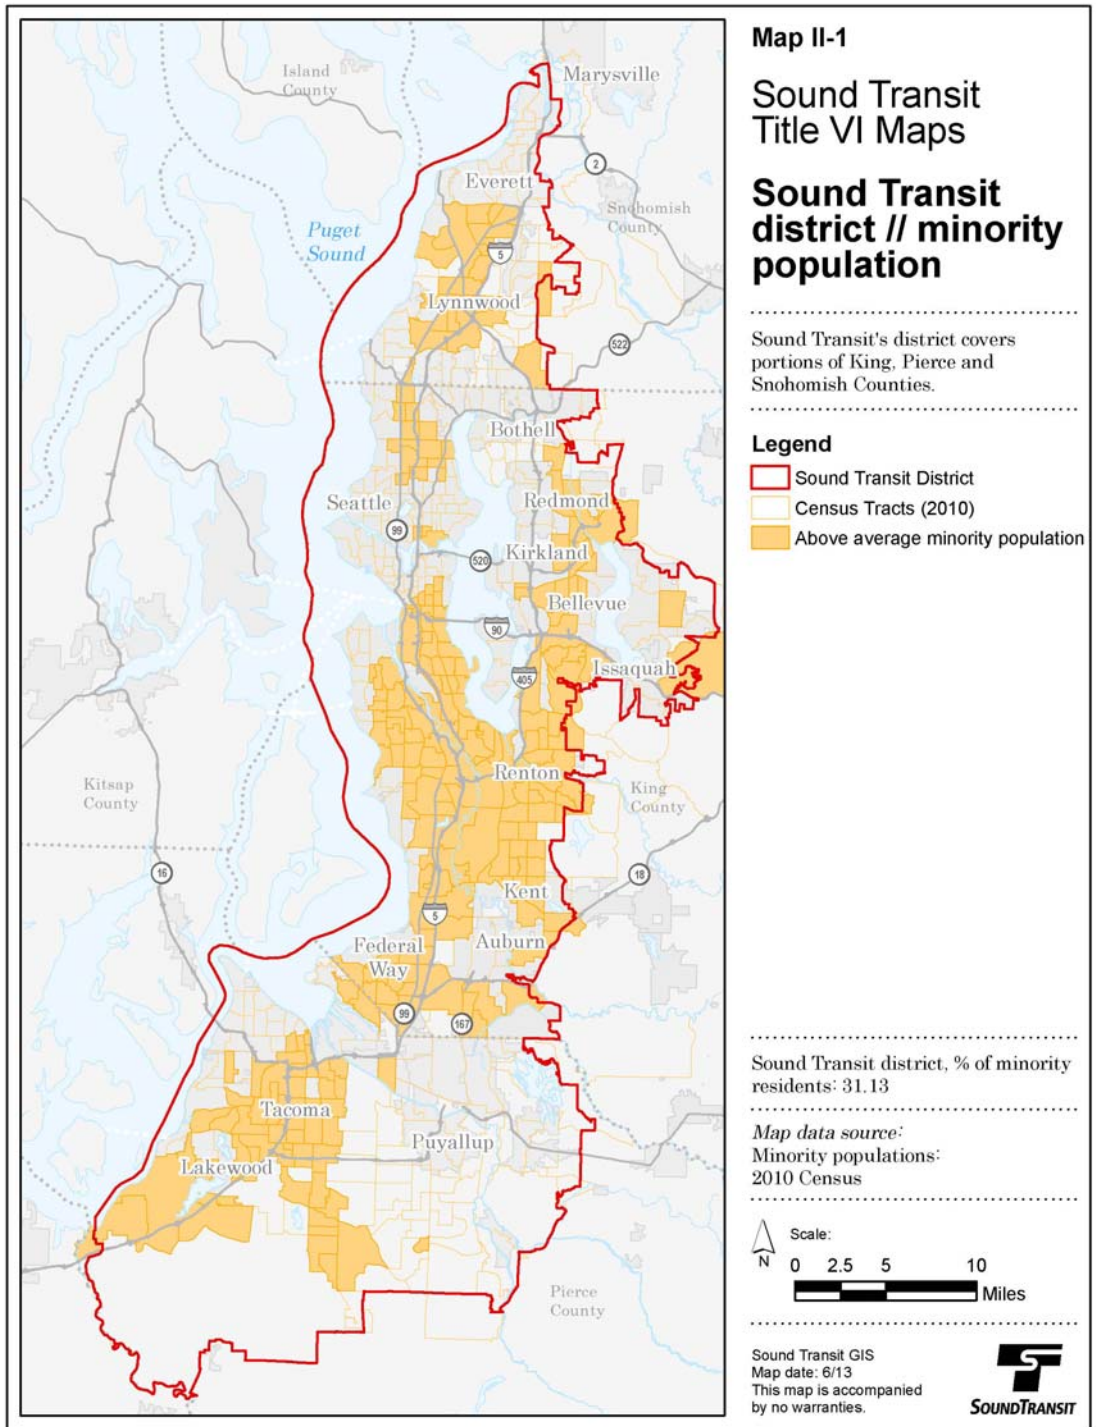 Map II-1
Sound Transit
Title VI Maps
Sound Transit
district // minority
population
Sound Transit's district covers
portions of King, Pierce and
Snohomish Counties.
Legend
Sound Transit District
Census Tracts (2010)
Above average minority population
Sound Transit district, % of minority
residents: 31.13
Map data source:
Minority populations:
2010 Census
N
Scale:
0 2.5 5 10
Miles
Sound Transit GIS
Map date: 6/13
This map is accompanied
by no warranties.
SOUNDTRANSIT
Island
County
Marysville
2
Everett
Snohomish
County
Puget
Sound
5
Lynnwood
522
Bothell
Seattle
Redmond
99
Kirkland
520
Bellevue
90
Issaquah
405
Renton
Kitsap
County
King
County
16
18
Kent
5
Auburn
Federal
Way
99
167
Tacoma
Puyallup
Lakewood
Pierce
County